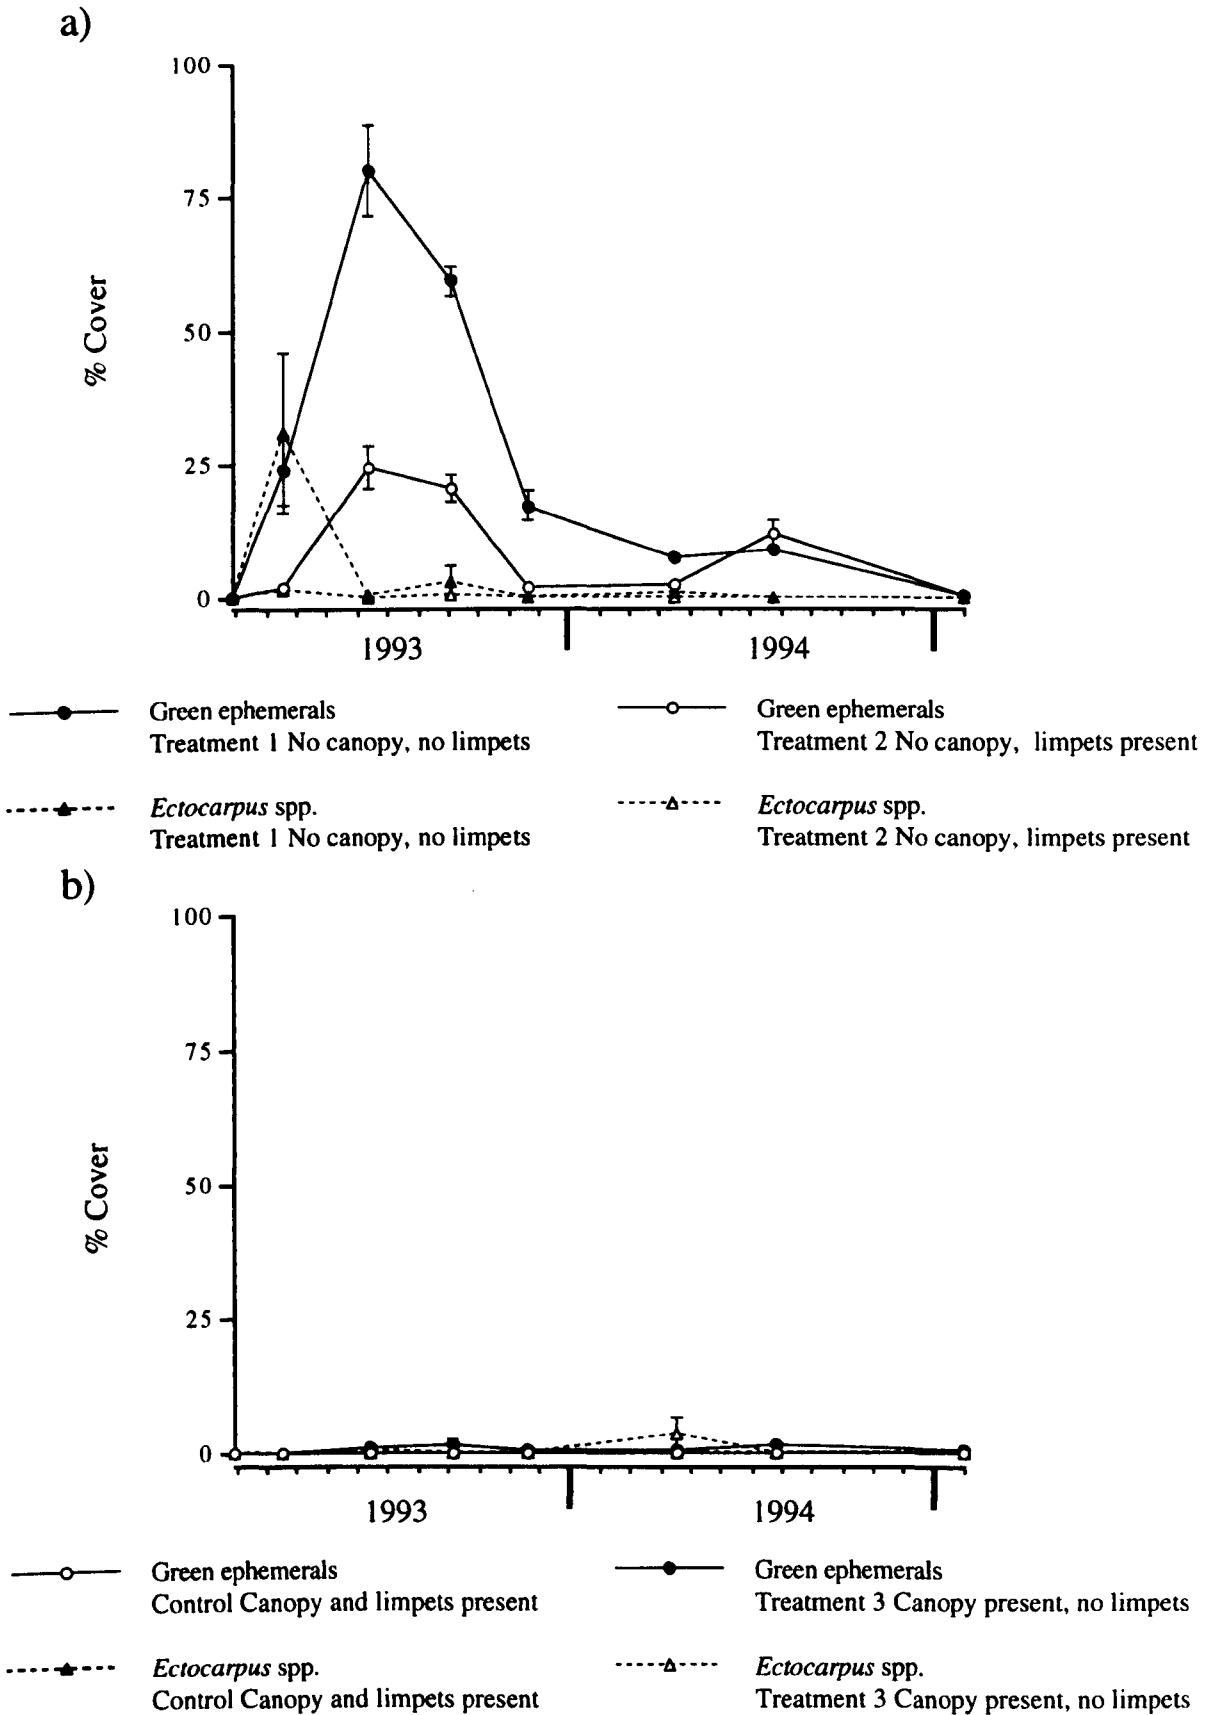 a)
100
75
50
25
0
% Cover
1993
1994
Green ephemerals
Treatment 1 No canopy, no limpets
Green ephemerals
Treatment 2 No canopy, limpets present
Ectocarpus spp.
Treatment 1 No canopy, no limpets
Ectocarpus spp.
Treatment 2 No canopy, limpets present
b)
100
75
50
25
0
% Cover
1993
1994
Green ephemerals
Control Canopy and limpets present
Green ephemerals
Treatment 3 Canopy present, no limpets
Ectocarpus spp.
Control Canopy and limpets present
Ectocarpus spp.
Treatment 3 Canopy present, no limpets